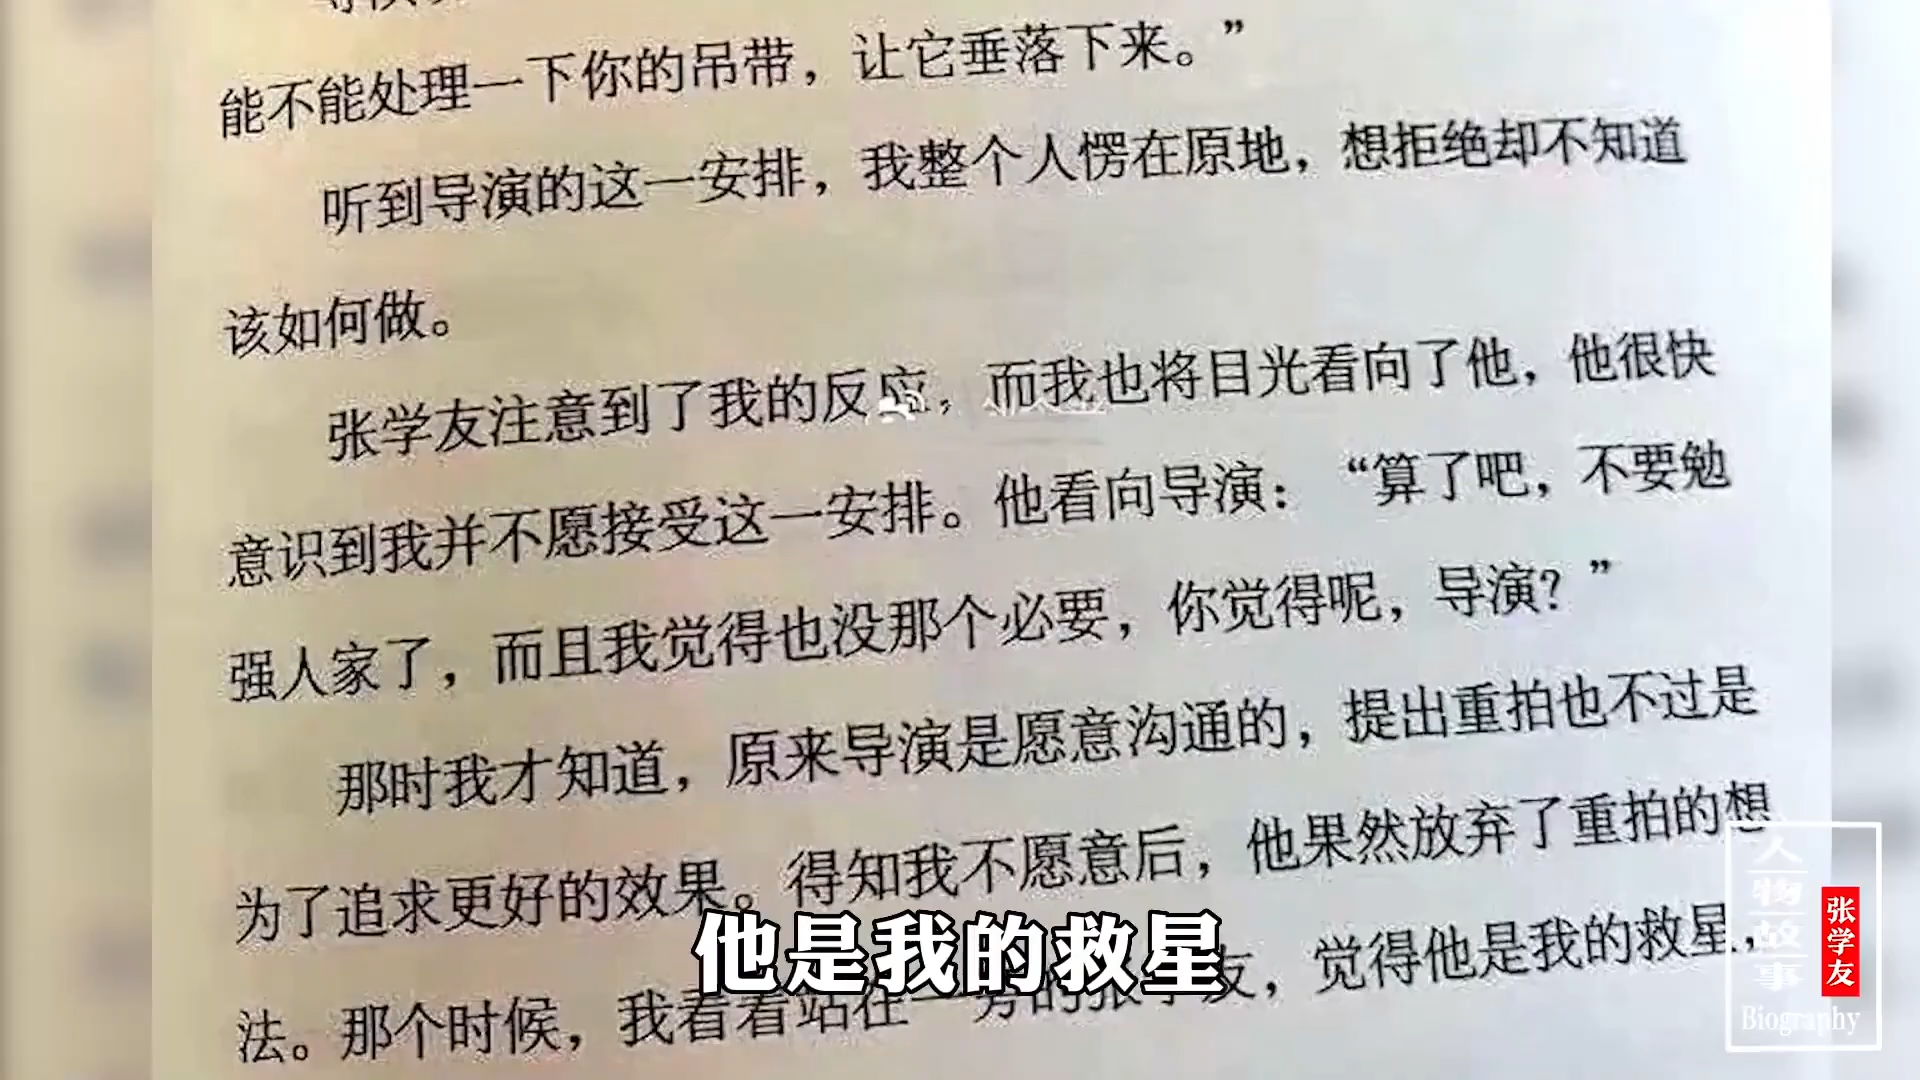 能不能处理一下你的吊带，让它垂落下来。”
听到导演的这一安排，我整个人愣在原地，想拒绝却不知道
该如何做。
张学友注意到了我的反应，而我也将目光看向了他，他很快
意识到我并不愿接受这一安排。他看向导演：“算了吧，不要勉
强人家了，而且我觉得也没那个必要，你觉得呢，导演？”
那时我才知道，原来导演是愿意沟通的，提出重拍也不过是
为了追求更好的效果。得知我不愿意后，他果然放弃了重拍的想
法。那个时候，我看着站在一旁的张学友，觉得他是我的救星，
他是我的救星
人物故事
张学友
Biography